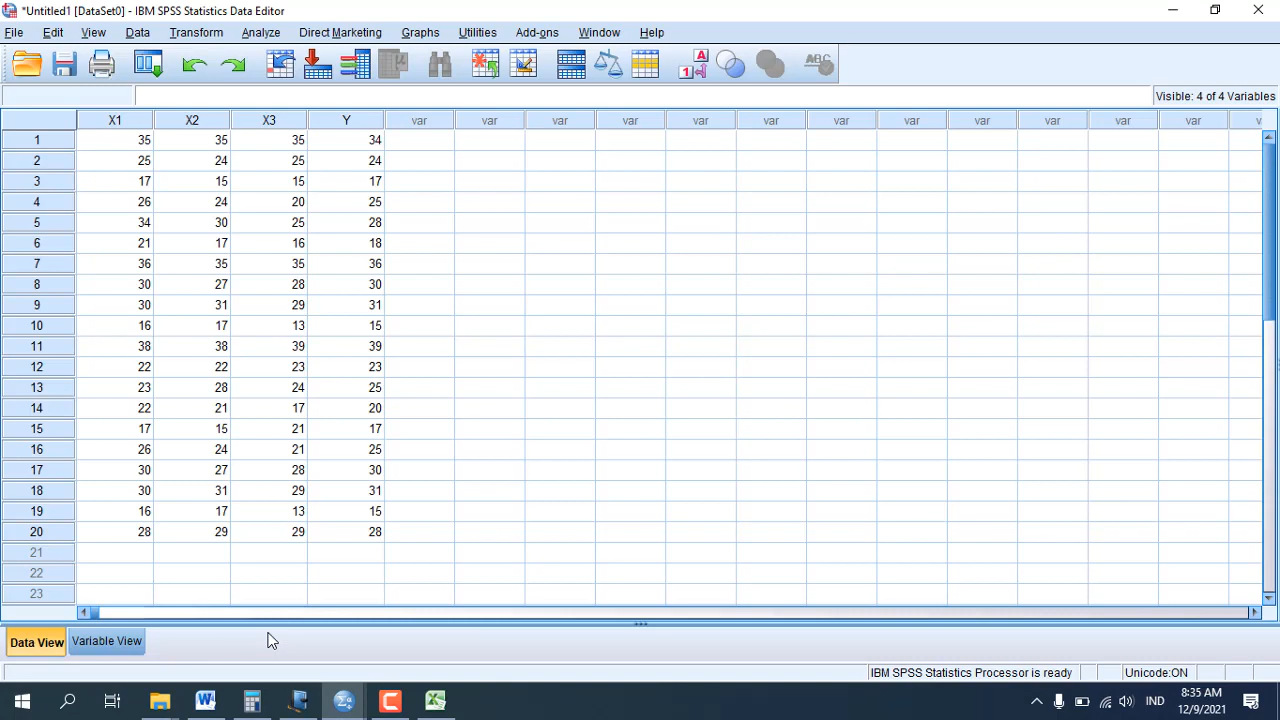 *Untitled1 [DataSet0] - IBM SPSS Statistics Data Editor
File Edit View Data Transform Analyze Direct Marketing Graphs Utilities Add-ons Window Help
Visible: 4 of 4 Variables
X1 X2 X3 Y var var var var var var var var var var var var v
1 35 35 35 34
2 25 24 25 24
3 17 15 15 17
4 26 24 20 25
5 34 30 25 28
6 21 17 16 18
7 36 35 35 36
8 30 27 28 30
9 30 31 29 31
10 16 17 13 15
11 38 38 39 39
12 22 22 23 23
13 23 28 24 25
14 22 21 17 20
15 17 15 21 17
16 26 24 21 25
17 30 27 28 30
18 30 31 29 31
19 16 17 13 15
20 28 29 29 28
21
22
23
Data View Variable View
IBM SPSS Statistics Processor is ready Unicode:ON
IND 8:35 AM
12/9/2021